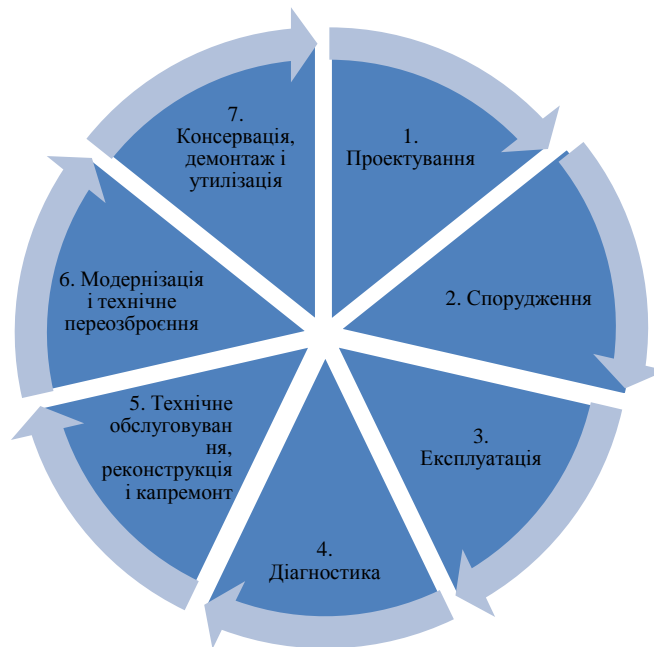 1.
Проектування
2. Спорудження
3.
Експлуатація
4.
Діагностика
5. Технічне
обслуговуван
ня,
реконструкція
і капремонт
6. Модернізація
і технічне
переозброєння
7.
Консервація,
демонтаж і
утилізація